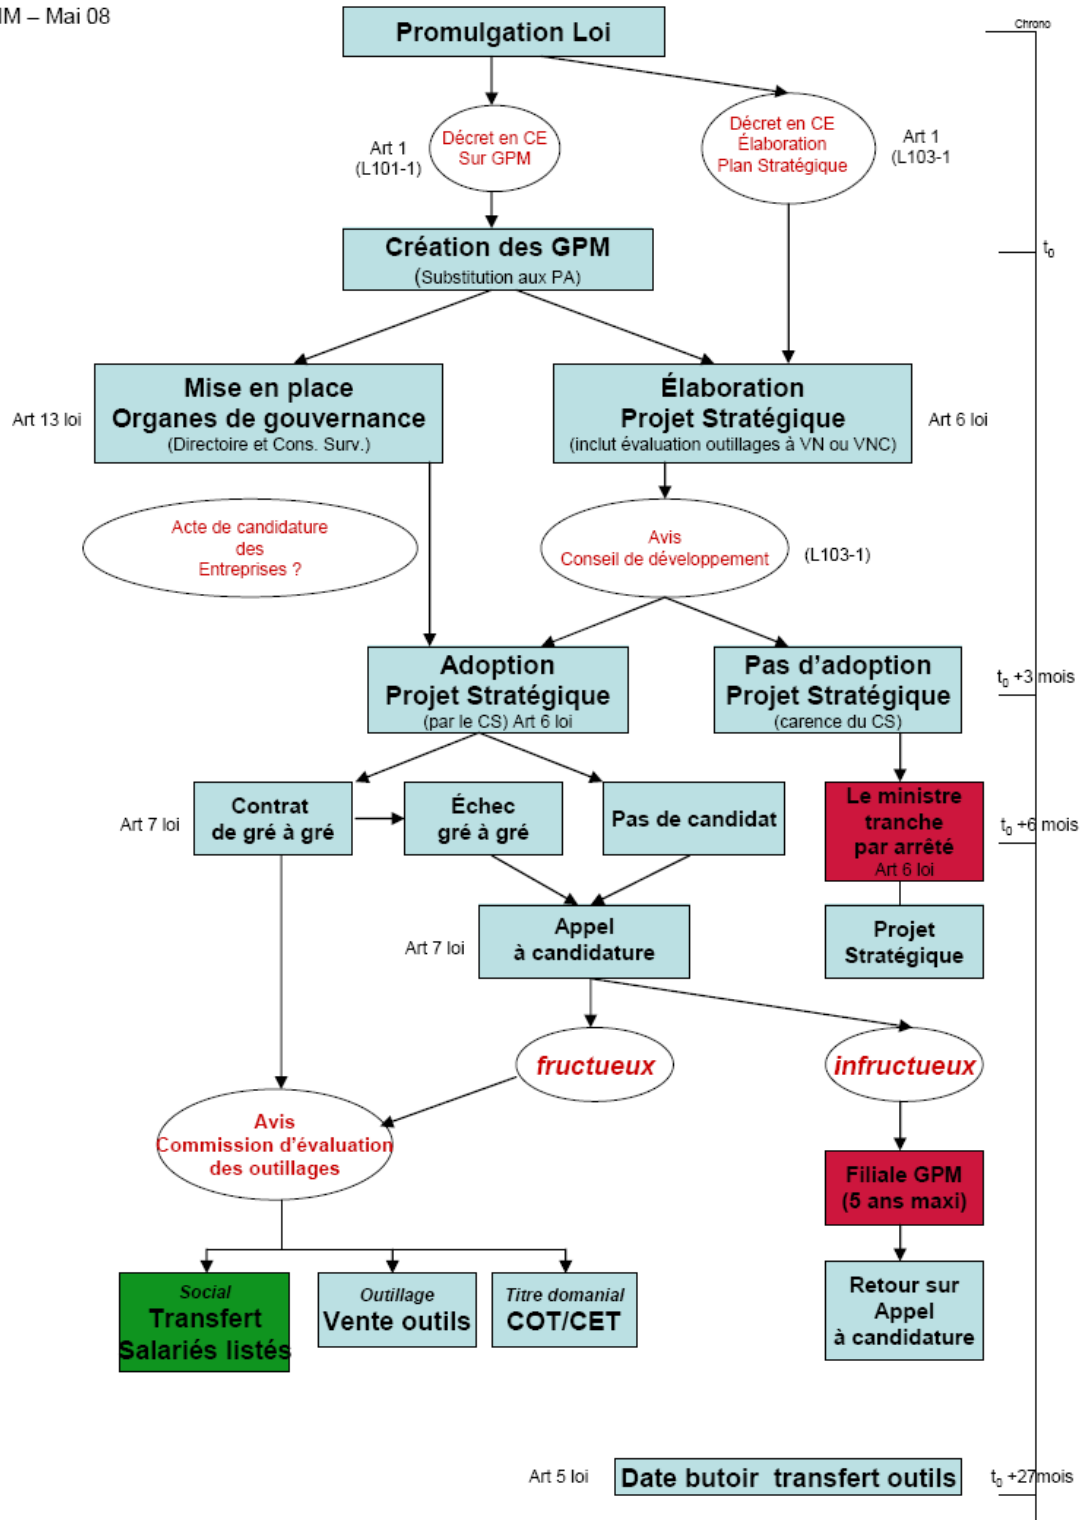 IM – Mai 08
Chrono
Promulgation Loi
Décret en CE
Sur GPM
Art 1
(L101-1)
Décret en CE
Élaboration
Plan Stratégique
Art 1
(L103-1
Création des GPM
(Substitution aux PA)
t0
Art 13 loi
Mise en place
Organes de gouvernance
(Directoire et Cons. Surv.)
Élaboration
Projet Stratégique
(inclut évaluation outillages à VN ou VNC)
Art 6 loi
Acte de candidature
des
Entreprises ?
Avis
Conseil de développement
(L103-1)
Adoption
Projet Stratégique
(par le CS) Art 6 loi
Pas d'adoption
Projet Stratégique
(carence du CS)
t0 +3 mois
Art 7 loi
Contrat
de gré à gré
Échec
gré à gré
Pas de candidat
Le ministre
tranche
par arrêté
Art 6 loi
t0 +6 mois
Art 7 loi
Appel
à candidature
Projet
Stratégique
fructueux
infructueux
Avis
Commission d'évaluation
des outillages
Filiale GPM
(5 ans maxi)
Social
Transfert
Salariés listés
Outillage
Vente outils
Titre domanial
COT/CET
Retour sur
Appel
à candidature
Art 5 loi
Date butoir transfert outils
t0 +27mois